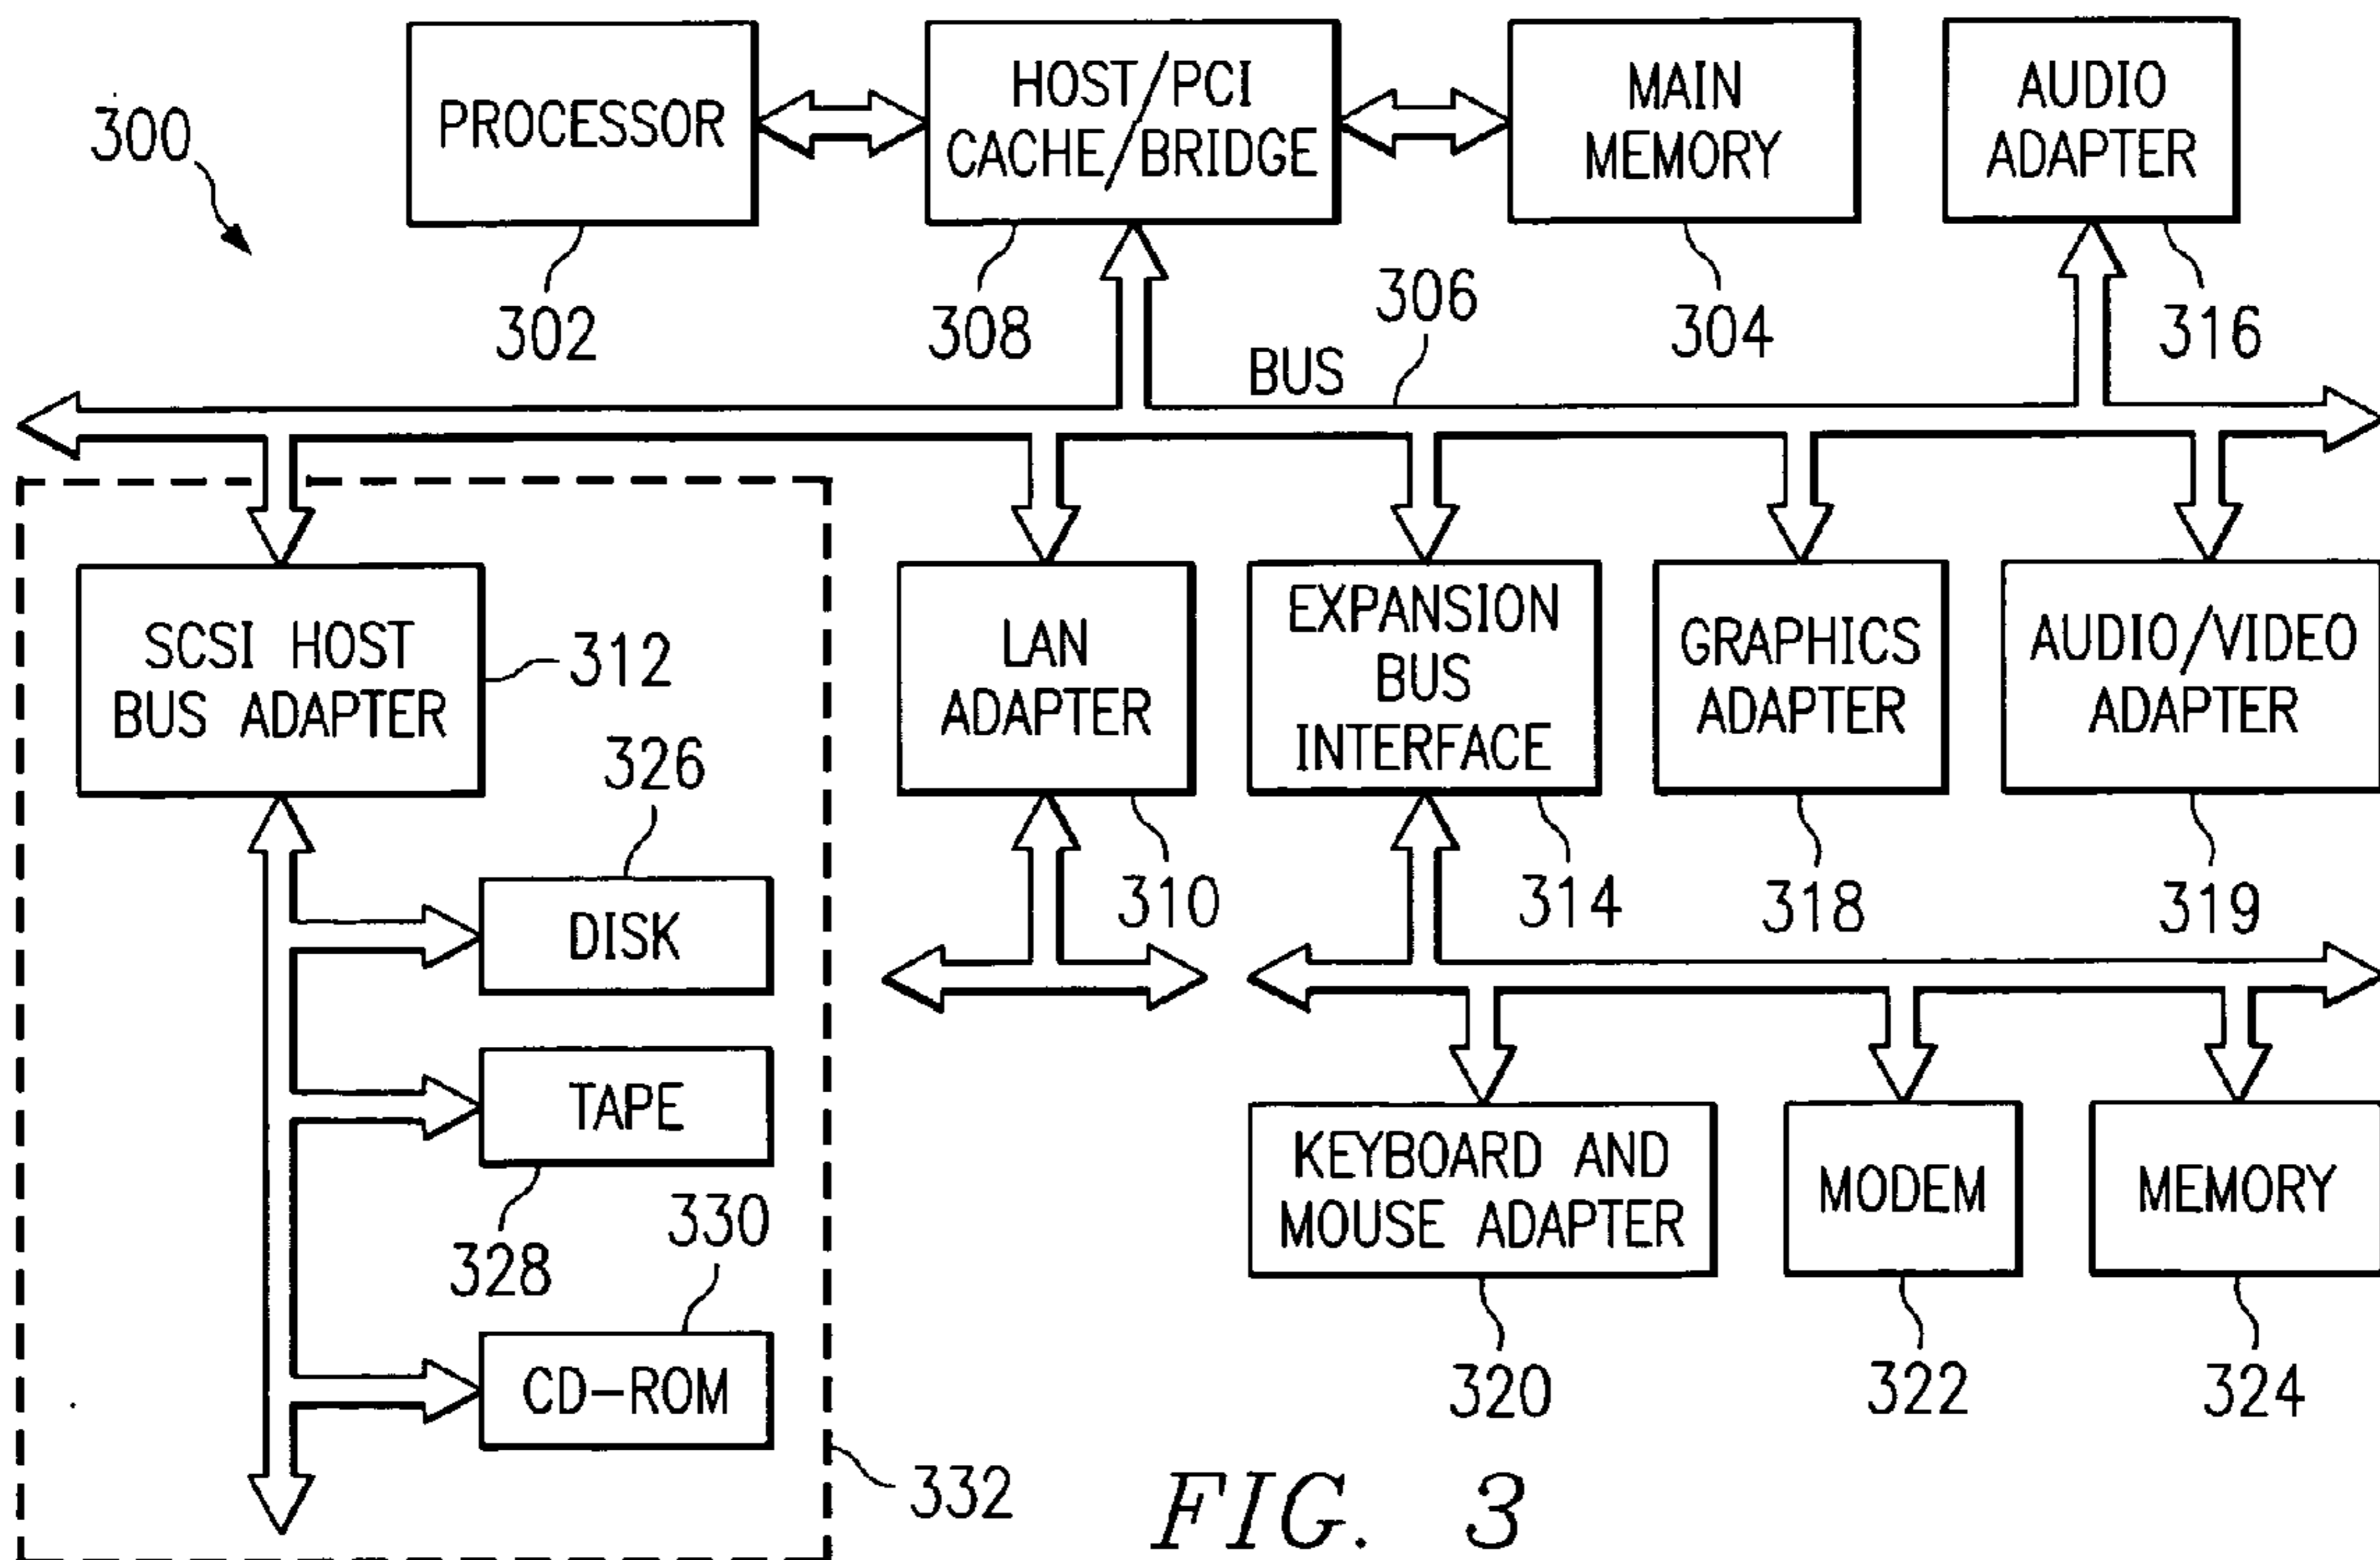 300
PROCESSOR
302
HOST/PCI
CACHE/BRIDGE
308
MAIN
MEMORY
304
AUDIO
ADAPTER
316
BUS
306
SCSI HOST
BUS ADAPTER
312
LAN
ADAPTER
310
EXPANSION
BUS
INTERFACE
314
GRAPHICS
ADAPTER
318
AUDIO/VIDEO
ADAPTER
319
326
DISK
TAPE
328
330
CD-ROM
332
KEYBOARD AND
MOUSE ADAPTER
320
MODEM
322
MEMORY
324
FIG. 3